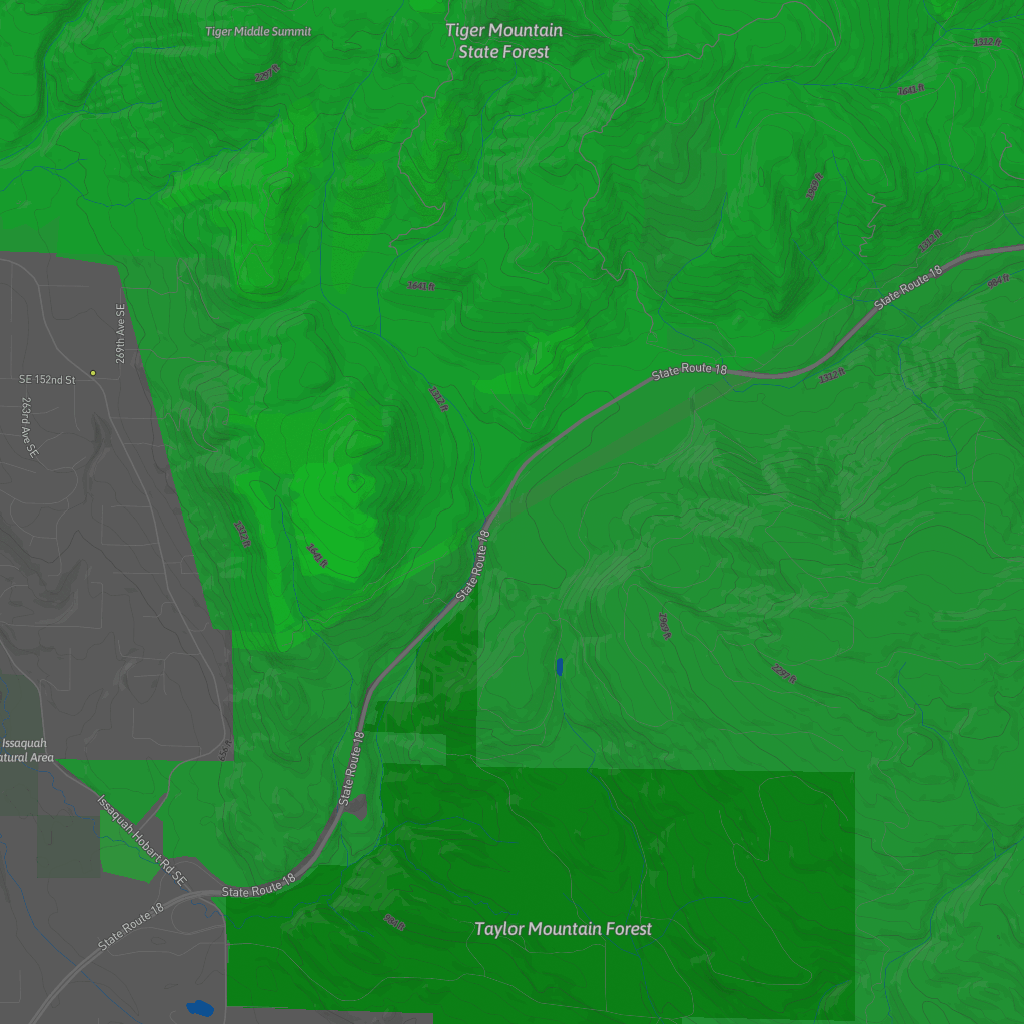 Tiger Middle Summit
Tiger Mountain
State Forest
1312 ft
2297 ft
1641 ft
1969 ft
1312 ft
State Route 18
984 ft
1641 ft
269th Ave SE
State Route 18
1312 ft
SE 152nd St
1312 ft
263rd Ave SE
1312 ft
State Route 18
1641 ft
1969 ft
2297 ft
Issaquah
atural Area
656 ft
State Route 18
Issaquah Hobart Rd SE
State Route 18
State Route 18
984 ft
Taylor Mountain Forest